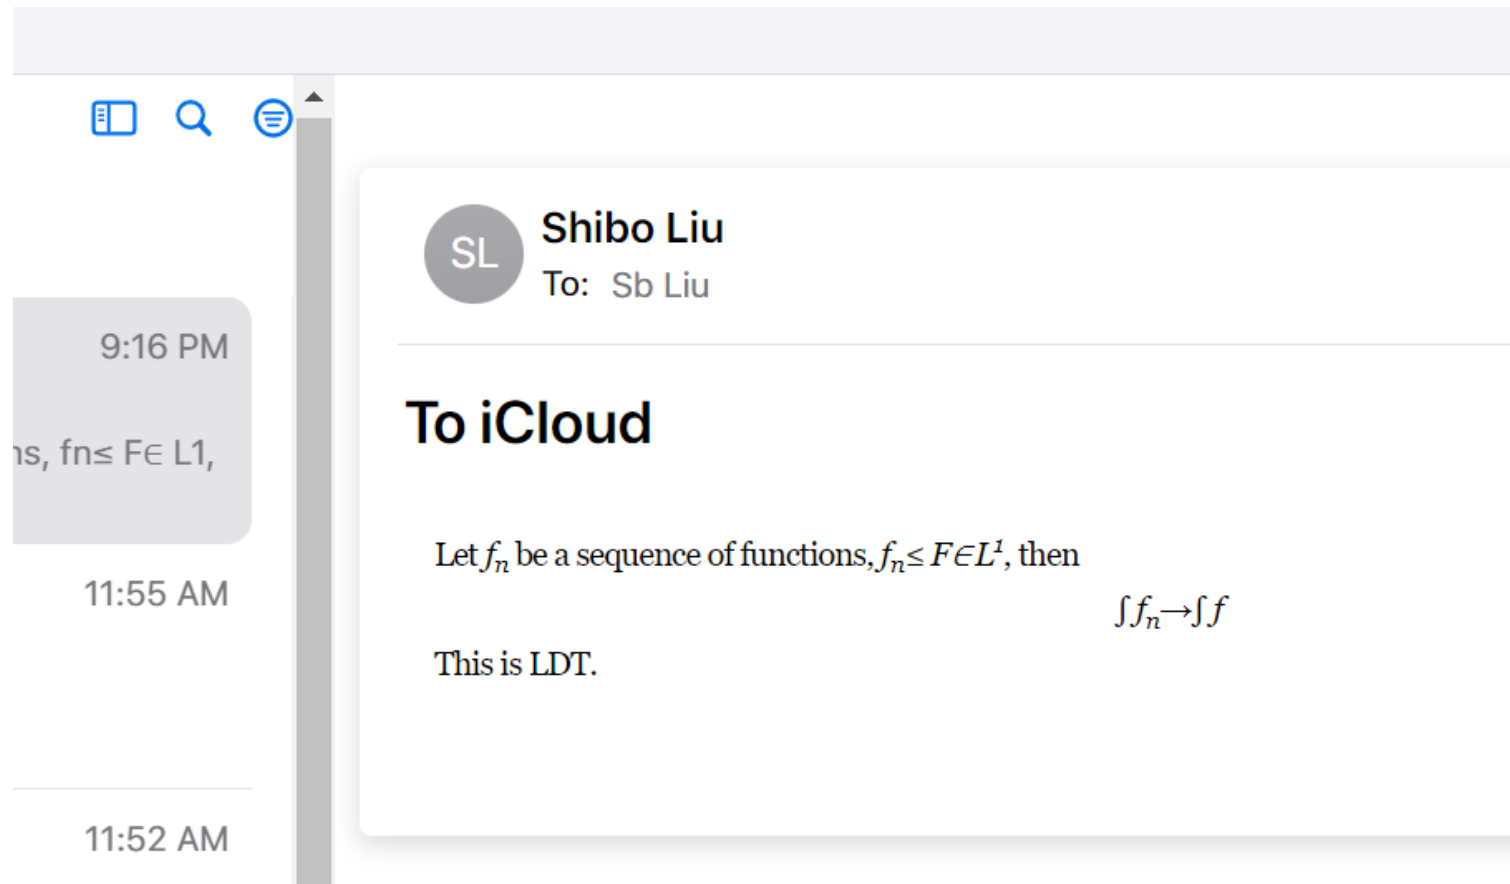 SL
Shibo Liu
To: Sb Liu
9:16 PM
fn≤ F∈ L1,
11:55 AM
11:52 AM
To iCloud
Let fₙ be a sequence of functions, fₙ≤ F∈L¹, then
∫fₙ→∫f
This is LDT.